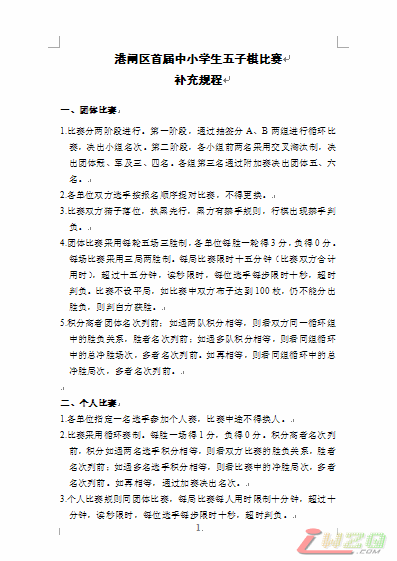 港闸区首届中小学生五子棋比赛
补充规程
一、团体比赛
1.比赛分两阶段进行。第一阶段，通过抽签分 A、B 两组进行循环比
赛，决出小组名次。第二阶段，各小组前两名采用交叉淘汰制，决
出团体冠、军及三、四名。各组第三名通过附加赛决出团体五、六
名。
2.各单位双方选手按报名顺序捉对比赛，不得更换。
3.比赛双方猜子落位，执黑先行，黑方有禁手规则，行棋出现禁手判
负。
4.团体比赛采用每轮五场三胜制，各单位每胜一轮得 3 分，负得 0 分。
每场比赛采用三局两胜制。每局比赛限时十五分钟（比赛双方合计
用时），超过十五分钟，读秒限时，每位选手每步限时十秒，超时
判负。比赛不设平局，如比赛中双方布子达到 100 枚，仍不能分出
胜负，则判白方获胜。
5.积分高者团体名次列前；如遇两队积分相等，则看双方同一循环组
中的胜负关系，胜者名次列前；如遇多队积分相等，则看同组循环
中的总净胜场次，多者名次列前。如再相等，则看同组循环中的总
净胜局次，多者名次列前。
二、个人比赛
1.各单位指定一名选手参加个人赛，比赛中途不得换人。
2.比赛采用循环赛制。每胜一场得 1 分，负得 0 分。积分高者名次列
前，积分如遇两名选手积分相等，则看双方比赛的胜负关系，胜者
名次列前；如遇多名选手积分相等，则看比赛中的净胜局次，多者
名次列前。如再相等，通过加赛决出名次。
3.个人比赛规则同团体比赛，每局比赛每人用时限制十分钟，超过十
分钟，读秒限时，每位选手每步限时十秒，超时判负。
1